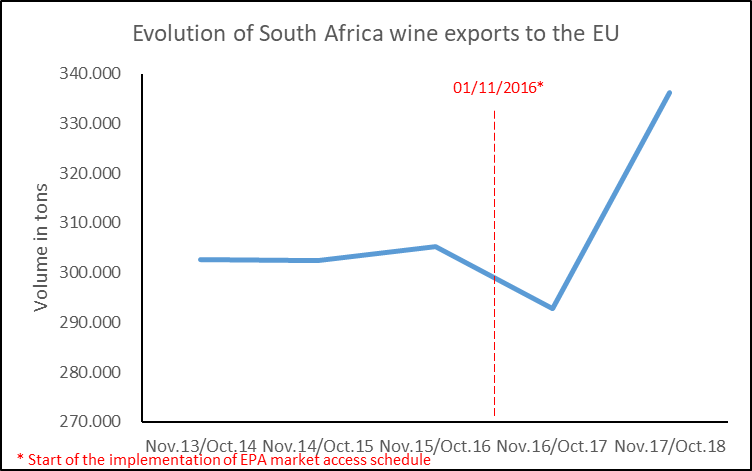 Evolution of South Africa wine exports to the EU
340.000
01/11/2016*
330.000
320.000
310.000
300.000
290.000
280.000
270.000
Volume in tons
Nov.13/Oct.14 Nov.14/Oct.15 Nov.15/Oct.16 Nov.16/Oct.17 Nov.17/Oct.18
* Start of the implementation of EPA market access schedule